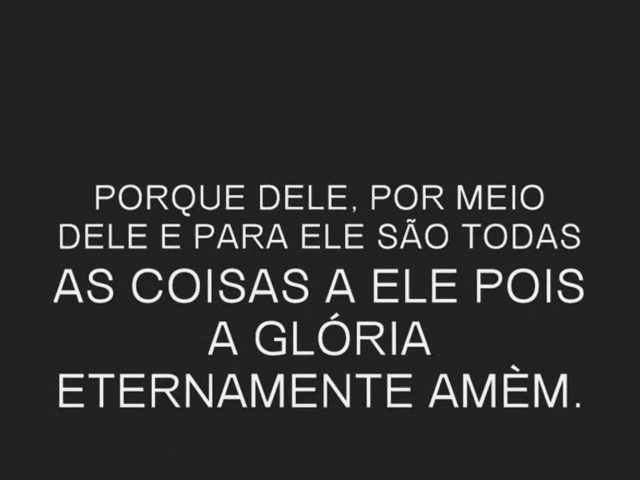 PORQUE DELE, POR MEIO
DELE E PARA ELE SÃO TODAS
AS COISAS A ELE POIS
A GLÓRIA
ETERNAMENTE AMÈM.